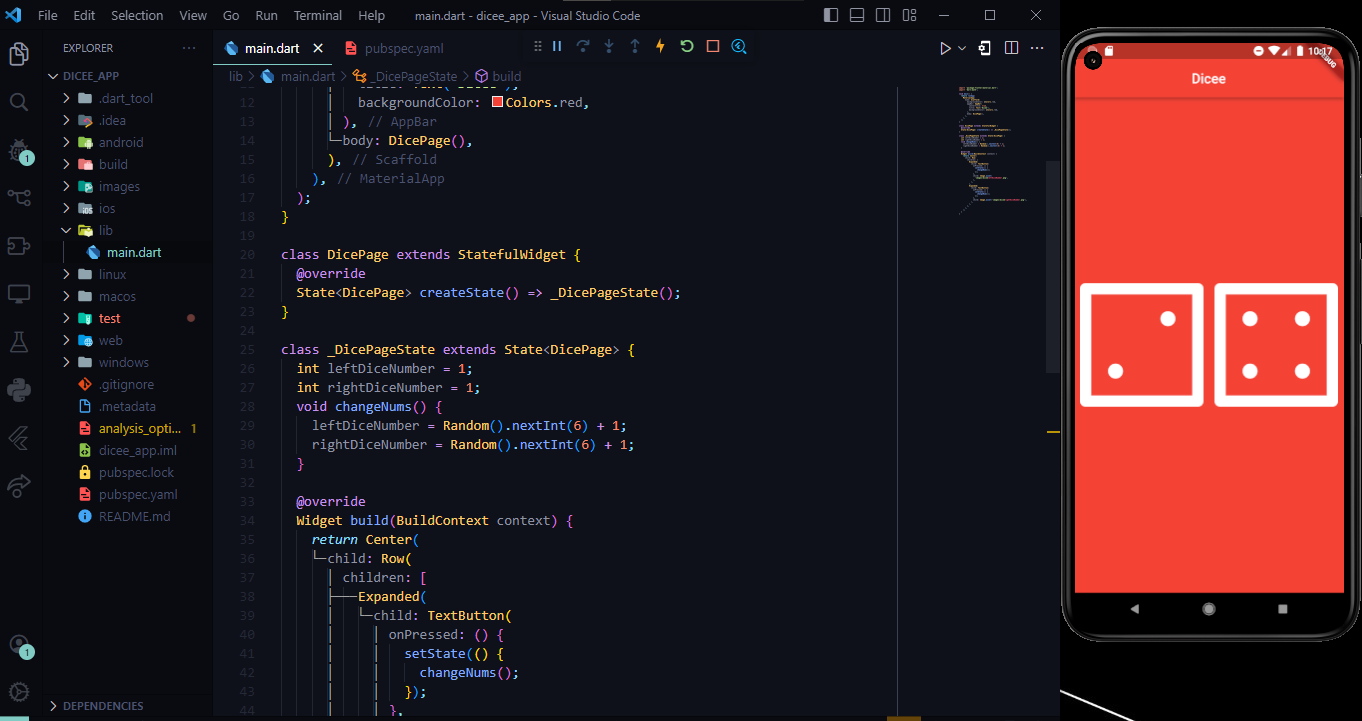 File Edit Selection View Go Run Terminal Help
main.dart - dicee_app - Visual Studio Code
EXPLORER
DICEE_APP
.dart_tool
.idea
android
build
images
ios
lib
main.dart
linux
macos
test
web
windows
.gitignore
.metadata
analysis_opti... 1
dicee_app.iml
pubspec.lock
pubspec.yaml
README.md
DEPENDENCIES
1
1
main.dart
pubspec.yaml
lib > main.dart > _DicePageState > build
12 backgroundColor: Colors.red,
13 ), // AppBar
14 body: DicePage(),
15 ), // Scaffold
16 ), // MaterialApp
17 );
18 }
19
20 class DicePage extends StatefulWidget {
21 @override
22 State<DicePage> createState() => _DicePageState();
23 }
24
25 class _DicePageState extends State<DicePage> {
26 int leftDiceNumber = 1;
27 int rightDiceNumber = 1;
28 void changeNums() {
29 leftDiceNumber = Random().nextInt(6) + 1;
30 rightDiceNumber = Random().nextInt(6) + 1;
31 }
32
33 @override
34 Widget build(BuildContext context) {
35 return Center(
36 child: Row(
37 children: [
38 Expanded(
39 child: TextButton(
40 onPressed: () {
41 setState(() {
42 changeNums();
43 });
44 },
10:17
DEBUG
Dicee